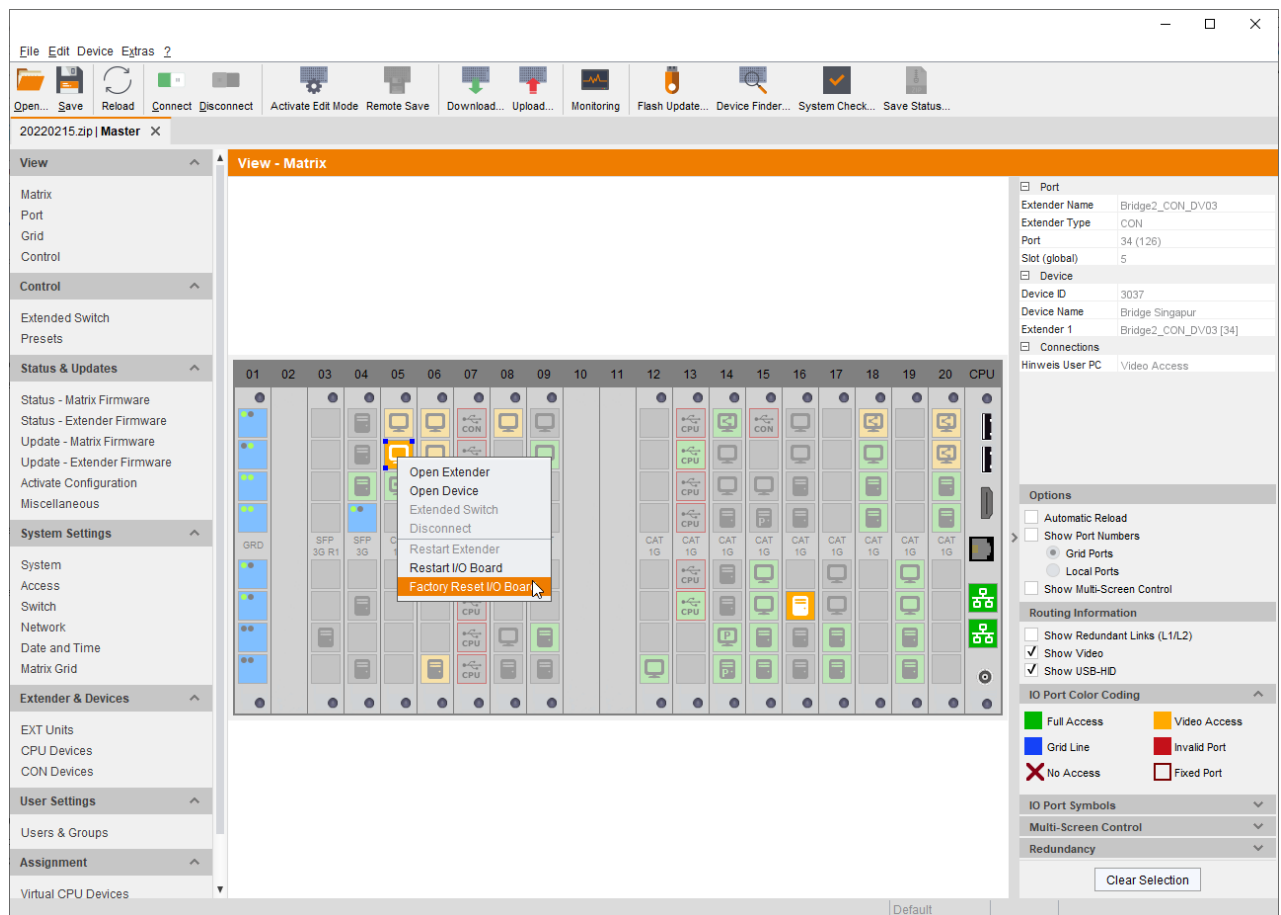 File Edit Device Extras ?
Open... Save Reload Connect Disconnect Activate Edit Mode Remote Save Download... Upload... Monitoring Flash Update... Device Finder... System Check... Save Status...
20220215.zip | Master
View
Matrix
Port
Grid
Control
Control
Extended Switch
Presets
Status & Updates
Status - Matrix Firmware
Status - Extender Firmware
Update - Matrix Firmware
Update - Extender Firmware
Activate Configuration
Miscellaneous
System Settings
System
Access
Switch
Network
Date and Time
Matrix Grid
Extender & Devices
EXT Units
CPU Devices
CON Devices
User Settings
Users & Groups
Assignment
Virtual CPU Devices
View - Matrix
01 02 03 04 05 06 07 08 09 10 11 12 13 14 15 16 17 18 19 20 CPU
CON CPU CON
CPU
CPU
CPU P
GRD SFP 3G R1 SFP 3G CAT 1G CAT 1G CAT 1G CAT 1G CAT 1G CAT 1G CAT 1G CAT 1G CAT 1G
CPU
CPU CPU
CPU P
CPU P
Open Extender
Open Device
Extended Switch
Disconnect
Restart Extender
Restart I/O Board
Factory Reset I/O Board
Port
Extender Name Bridge2_CON_DV03
Extender Type CON
Port 34 (126)
Slot (global) 5
Device
Device ID 3037
Device Name Bridge Singapur
Extender 1 Bridge2_CON_DV03 [34]
Connections
Hinweis User PC Video Access
Options
Automatic Reload
Show Port Numbers
Grid Ports
Local Ports
Show Multi-Screen Control
Routing Information
Show Redundant Links (L1/L2)
Show Video
Show USB-HID
IO Port Color Coding
Full Access Video Access
Grid Line Invalid Port
No Access Fixed Port
IO Port Symbols
Multi-Screen Control
Redundancy
Clear Selection
Default